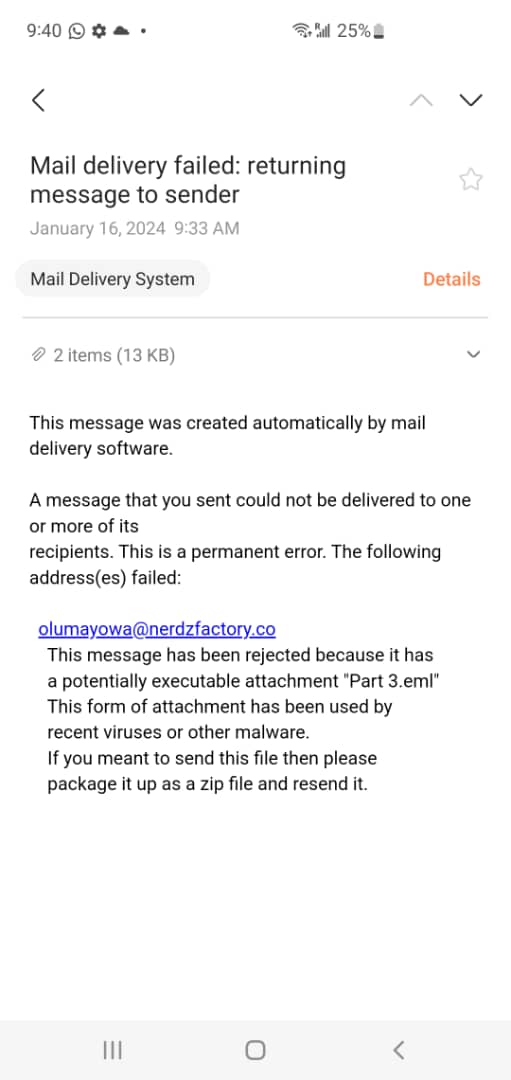 9:40 25%
Mail delivery failed: returning
message to sender
January 16, 2024 9:33 AM
Mail Delivery System
Details
2 items (13 KB)
This message was created automatically by mail
delivery software.
A message that you sent could not be delivered to one
or more of its
recipients. This is a permanent error. The following
address(es) failed:
olumayowa@nerdzfactory.co
This message has been rejected because it has
a potentially executable attachment "Part 3.eml"
This form of attachment has been used by
recent viruses or other malware.
If you meant to send this file then please
package it up as a zip file and resend it.